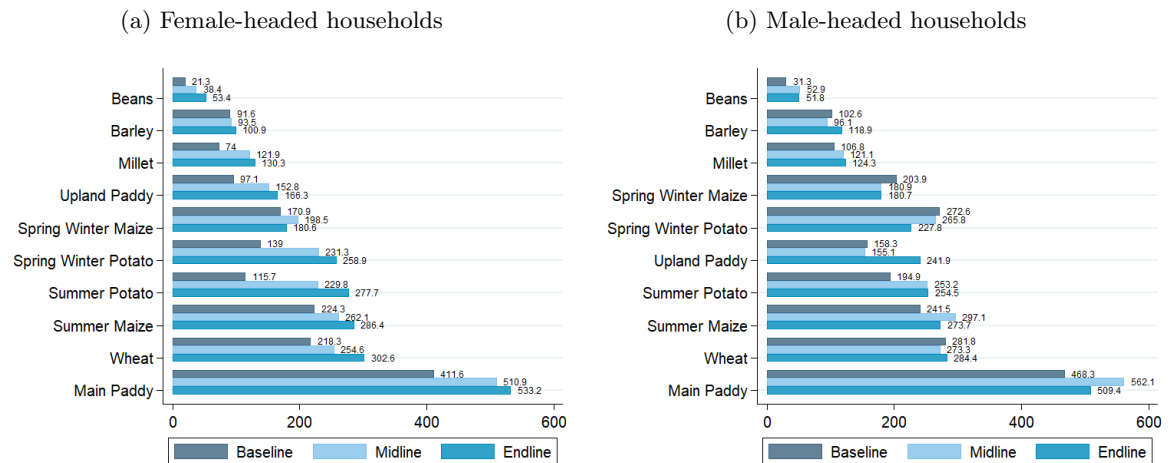 (a) Female-headed households
21.3
38.4
Beans 53.4
91.6
93.5
Barley 100.9
74
121.9
Millet 130.3
97.1
152.8
Upland Paddy 166.3
170.9
198.5
Spring Winter Maize 180.6
139
231.3
Spring Winter Potato 258.9
115.7
229.8
Summer Potato 277.7
224.3
262.1
Summer Maize 286.4
218.3
254.6
Wheat 302.6
411.6
510.9
Main Paddy 533.2
0 200 400 600
Baseline Midline Endline
(b) Male-headed households
31.3
52.9
Beans 51.8
102.6
96.1
Barley 118.9
106.8
121.1
Millet 124.3
203.9
180.9
Spring Winter Maize 180.7
272.6
265.8
Spring Winter Potato 227.8
158.3
155.1
Upland Paddy 241.9
194.9
253.2
Summer Potato 254.5
241.5
297.1
Summer Maize 273.7
281.8
273.3
Wheat 284.4
468.3
562.1
Main Paddy 509.4
0 200 400 600
Baseline Midline Endline